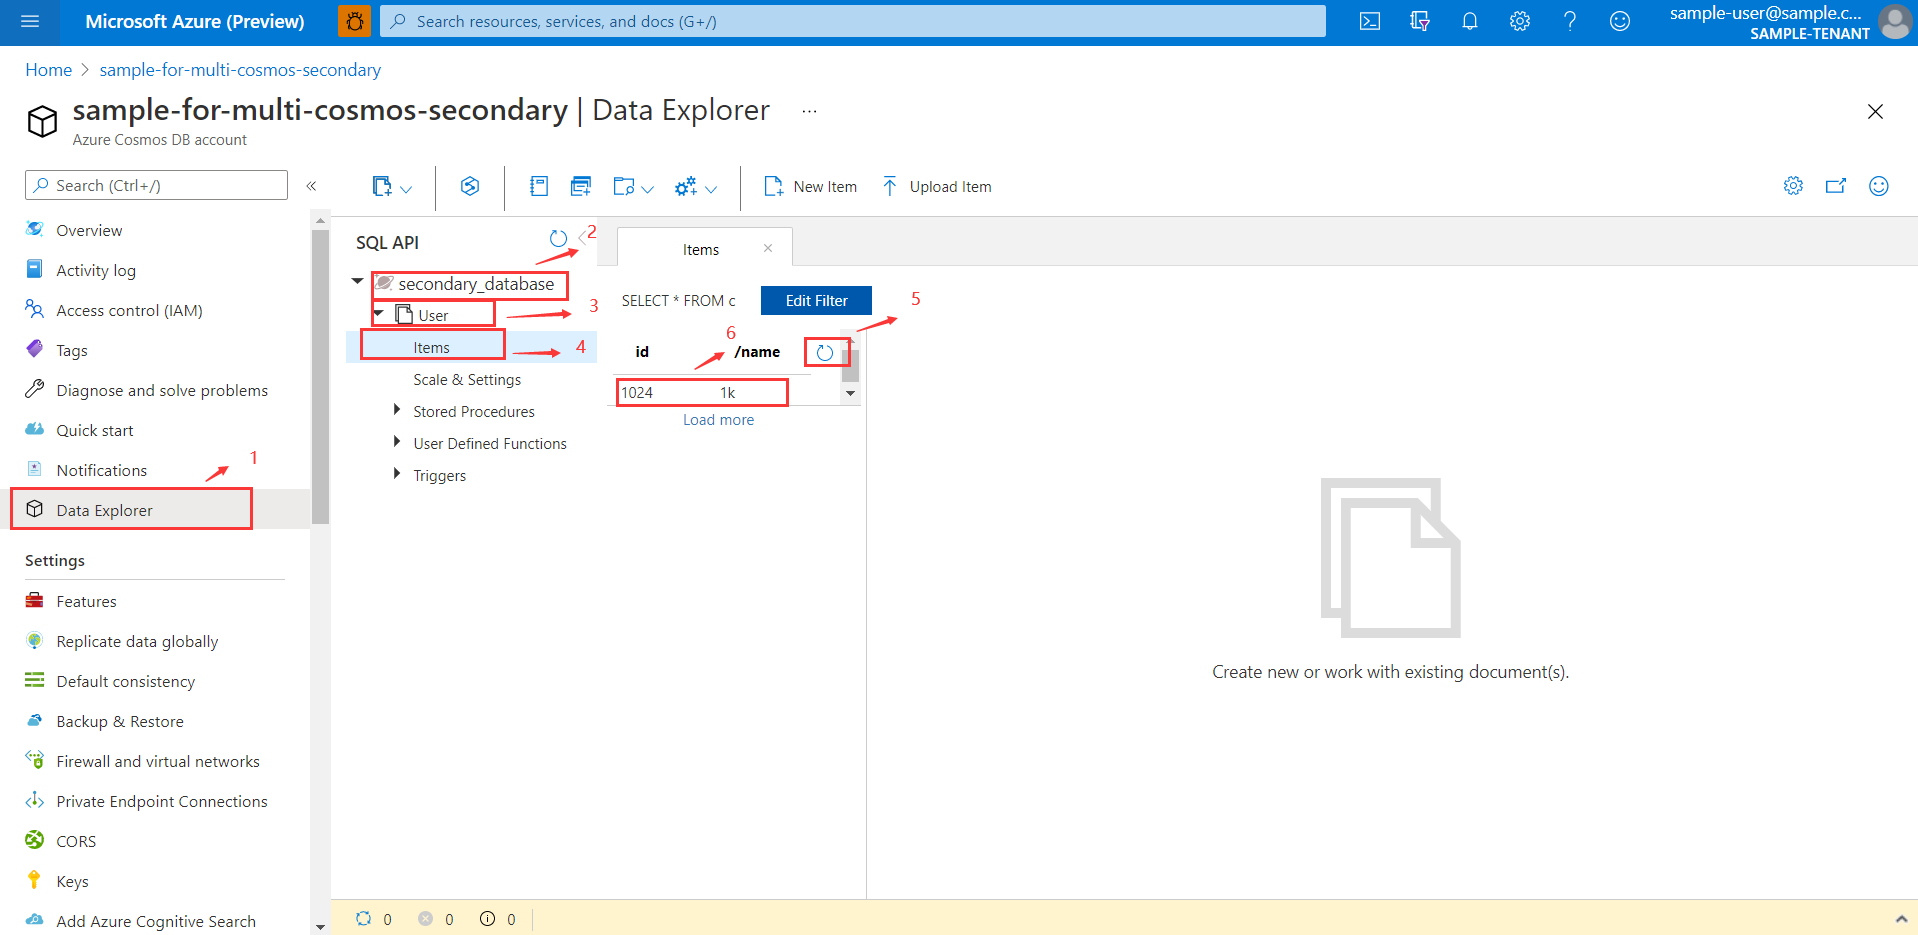 Microsoft Azure (Preview)
Search resources, services, and docs (G+/)
sample-user@sample.c...
SAMPLE-TENANT
Home > sample-for-multi-cosmos-secondary
sample-for-multi-cosmos-secondary | Data Explorer ...
Azure Cosmos DB account
Search (Ctrl+/)
«
New Item
Upload Item
Overview
Activity log
Access control (IAM)
Tags
Diagnose and solve problems
Quick start
Notifications
1
Data Explorer
Settings
Features
Replicate data globally
Default consistency
Backup & Restore
Firewall and virtual networks
Private Endpoint Connections
CORS
Keys
Add Azure Cognitive Search
SQL API
2
secondary_database
3
User
Items
4
Scale & Settings
Stored Procedures
User Defined Functions
Triggers
Items
SELECT * FROM c
Edit Filter
5
6
id
/name
1024
1k
Load more
Create new or work with existing document(s).
0
0
0